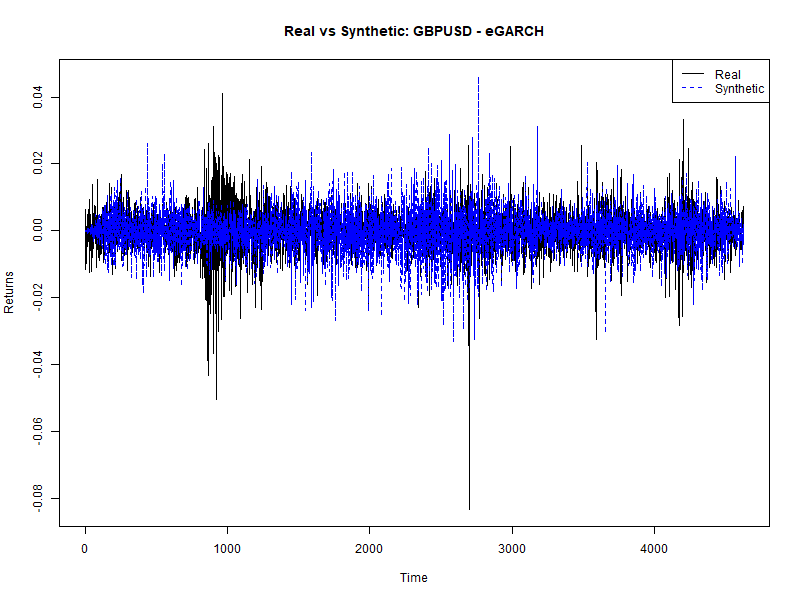 Real vs Synthetic: GBPUSD - eGARCH
Real
Synthetic
0.04
0.02
0.00
-0.02
-0.04
-0.06
-0.08
Returns
0
1000
2000
3000
4000
Time